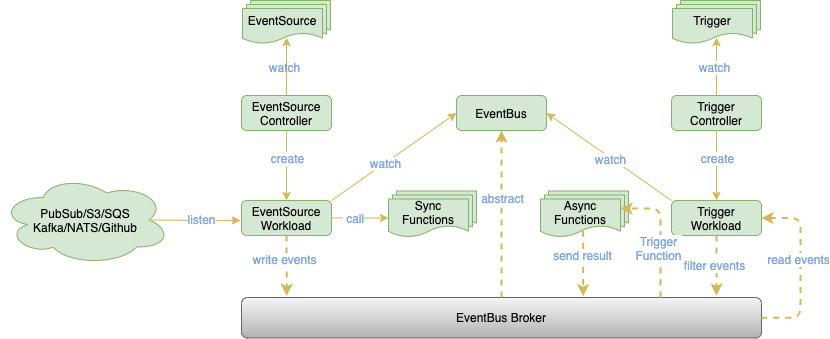 EventSource
Trigger
watch
watch
EventSource
Controller
EventBus
Trigger
Controller
create
watch
watch
create
PubSub/S3/SQS
Kafka/NATS/Github
listen
EventSource
Workload
call
Sync
Functions
abstract
Async
Functions
Trigger
Workload
write events
send result
Trigger
Function
filter events
read events
EventBus Broker